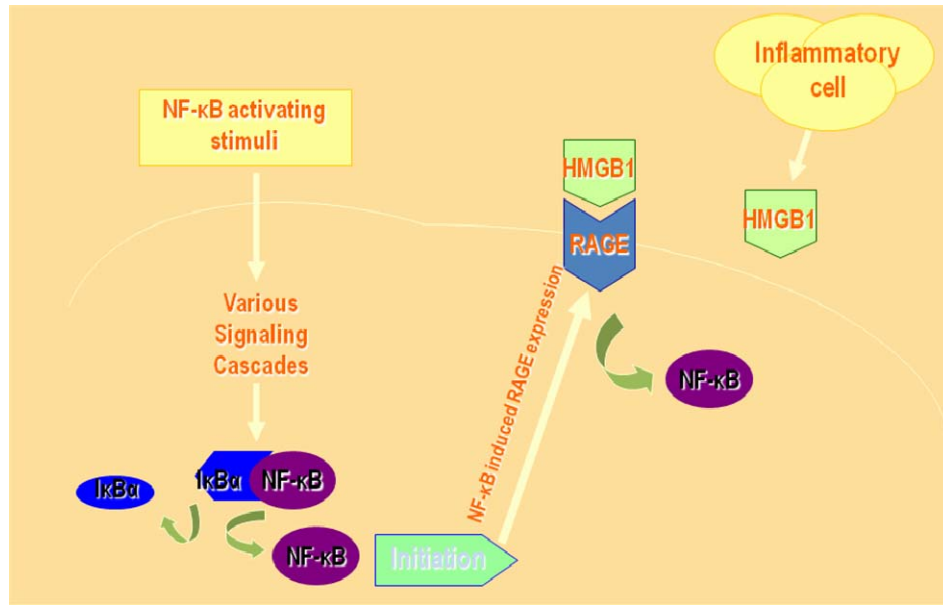 Inflammatory
cell
NF-κB activating
stimuli
HMGB1
HMGB1
RAGE
Various
Signaling
Cascades
NF-κB induced RAGE expression
NF-κB
IκBα
IκBα
NF-κB
NF-κB
Initiation